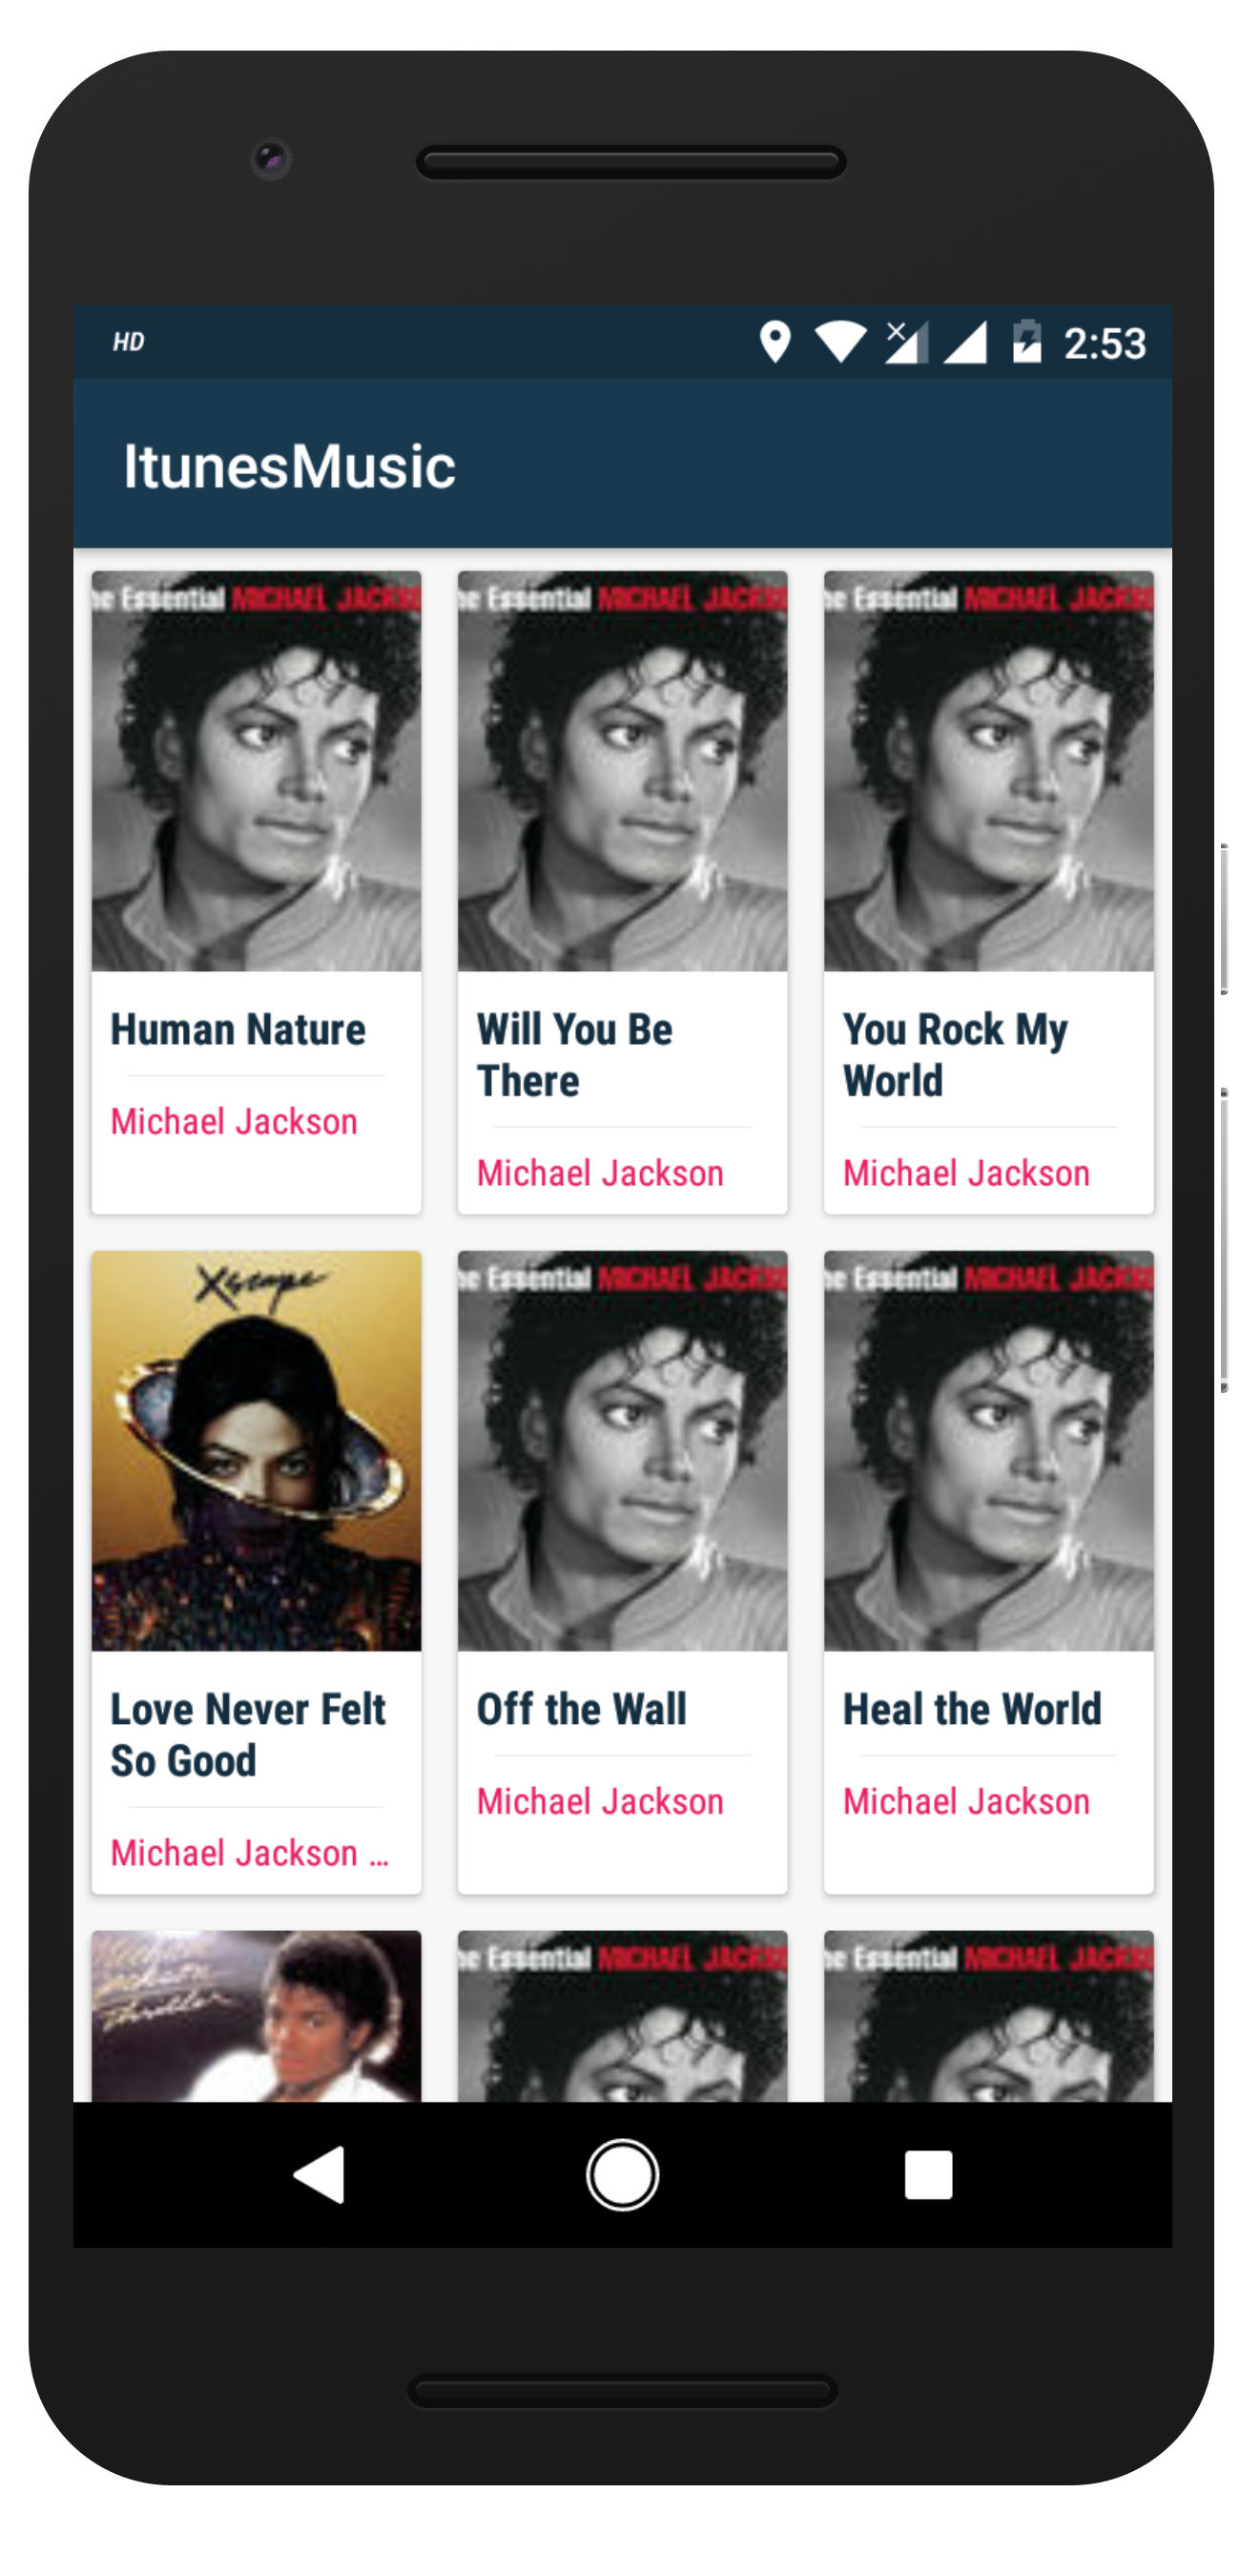 HD 2:53
ItunesMusic
he Essential MICHAEL JACKS
he Essential MICHAEL JACKS
he Essential MICHAEL JACKS
Human Nature
Michael Jackson
Will You Be
There
Michael Jackson
You Rock My
World
Michael Jackson
Xscape
he Essential MICHAEL JACKS
he Essential MICHAEL JACKS
Love Never Felt
So Good
Michael Jackson ...
Off the Wall
Michael Jackson
Heal the World
Michael Jackson
Thriller
he Essential MICHAEL JACKS
he Essential MICHAEL JACKS